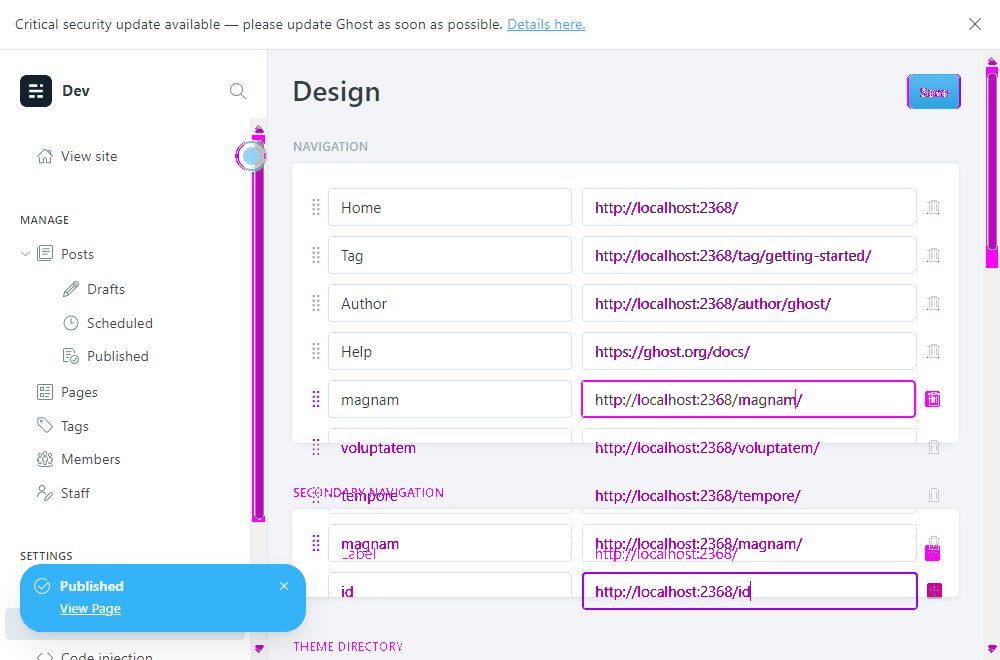 Critical security update available — please update Ghost as soon as possible. Details here.
Dev
View site
MANAGE
Posts
Drafts
Scheduled
Published
Pages
Tags
Members
Staff
SETTINGS
Published
View Page
Code injection
Design
Save
NAVIGATION
Home http://localhost:2368/
Tag http://localhost:2368/tag/getting-started/
Author http://localhost:2368/author/ghost/
Help https://ghost.org/docs/
magnam http://localhost:2368/magnam/
voluptatem http://localhost:2368/voluptatem/
SECONDARY NAVIGATION
tempore http://localhost:2368/tempore/
magnam http://localhost:2368/magnam/
Label http://localhost:2368/
id http://localhost:2368/id
THEME DIRECTORY